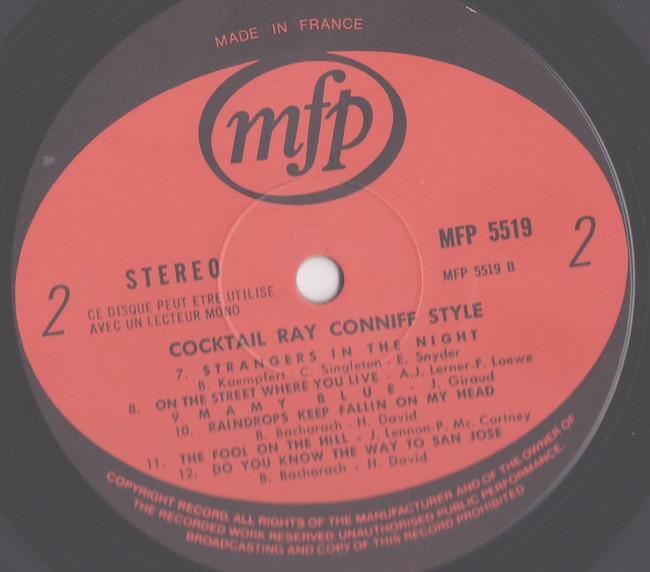 MADE IN FRANCE
mfp
2
STEREO
CE DISQUE PEUT ETRE UTILISE
AVEC UN LECTEUR MONO
MFP 5519
MFP 5519 B
2
COCKTAIL RAY CONNIFF STYLE
7. STRANGERS IN THE NIGHT
B. Kaempfert - C. Singleton - E. Snyder
8. ON THE STREET WHERE YOU LIVE - A.J. Lerner-F. Loewe
9. MAMY BLUE - J. Giraud
10. RAINDROPS KEEP FALLIN ON MY HEAD
B. Bacharach - H. David
11. THE FOOL ON THE HILL - J. Lennon-P. Mc. Cartney
12. DO YOU KNOW THE WAY TO SAN JOSE
B. Bacharach - H. David
COPYRIGHT RECORD. ALL RIGHTS OF THE MANUFACTURER AND OF THE OWNER OF
THE RECORDED WORK RESERVED. UNAUTHORISED PUBLIC PERFORMANCE.
BROADCASTING AND COPY OF THIS RECORD PROHIBITED